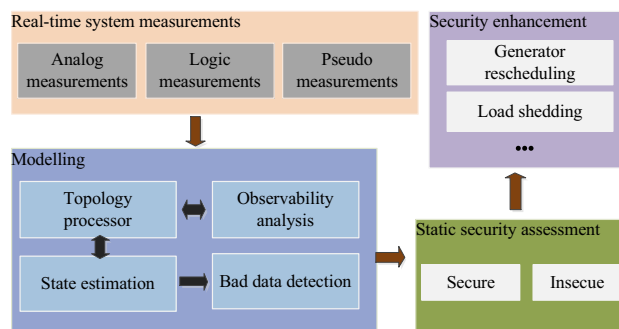 Real-time system measurements
Analog
measurements
Logic
measurements
Pseudo
measurements
Security enhancement
Generator
rescheduling
Load shedding
...
Modelling
Topology
processor
Observability
analysis
State estimation
Bad data detection
Static security assessment
Secure
Insecue